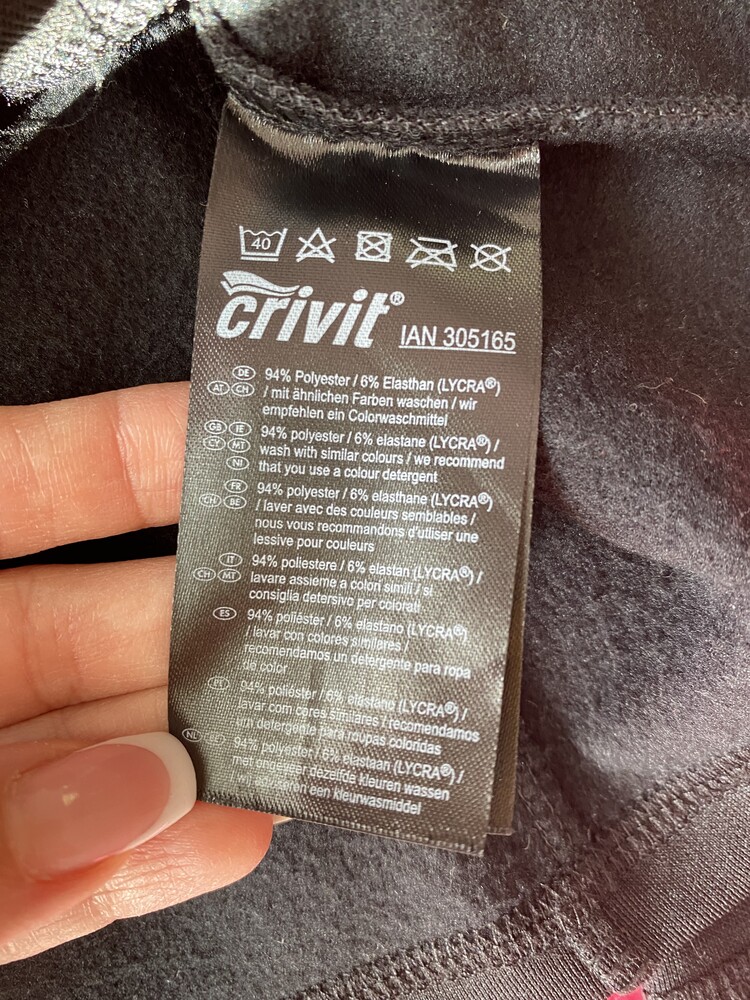 40
crivit® IAN 305165
DE 94% Polyester / 6% Elasthan (LYCRA®)
AT CH / mit ähnlichen Farben waschen / wir
empfehlen ein Colorwaschmittel
GB IE 94% polyester / 6% elastane (LYCRA®) /
CY MT wash with similar colours / we recommend
NI that you use a colour detergent
FR 94% polyester / 6% elasthane (LYCRA®)
CH BE / laver avec des couleurs semblables /
nous vous recommandons d'utiliser une
lessive pour couleurs
IT 94% poliestere / 6% elastan (LYCRA®) /
CH MT lavare assieme a colori simili / si
consiglia detersivo per colorati
ES 94% poliéster / 6% elastano (LYCRA®)
/ lavar con colores similares /
recomendamos un detergente para ropa
de color
94% poliéster / 6% elastano (LYCRA®) /
lavar com cores similares / recomendamos
um detergente para roupas coloridas
NL 94% polyester / 6% elastaan (LYCRA®) /
met ongeveer dezelfde kleuren wassen
/ een kleurwasmiddel